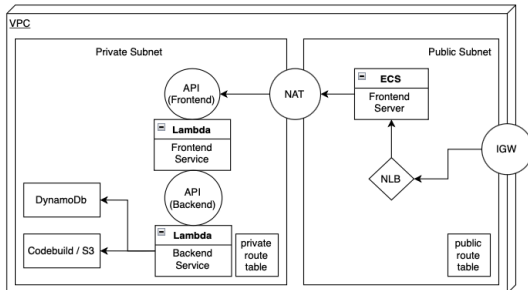 VPC
Private Subnet
Public Subnet
API
(Frontend)
NAT
ECS
Frontend
Server
Lambda
Frontend
Service
IGW
NLB
API
(Backend)
DynamoDb
Lambda
Backend
Service
Codebuild / S3
private
route
table
public
route
table